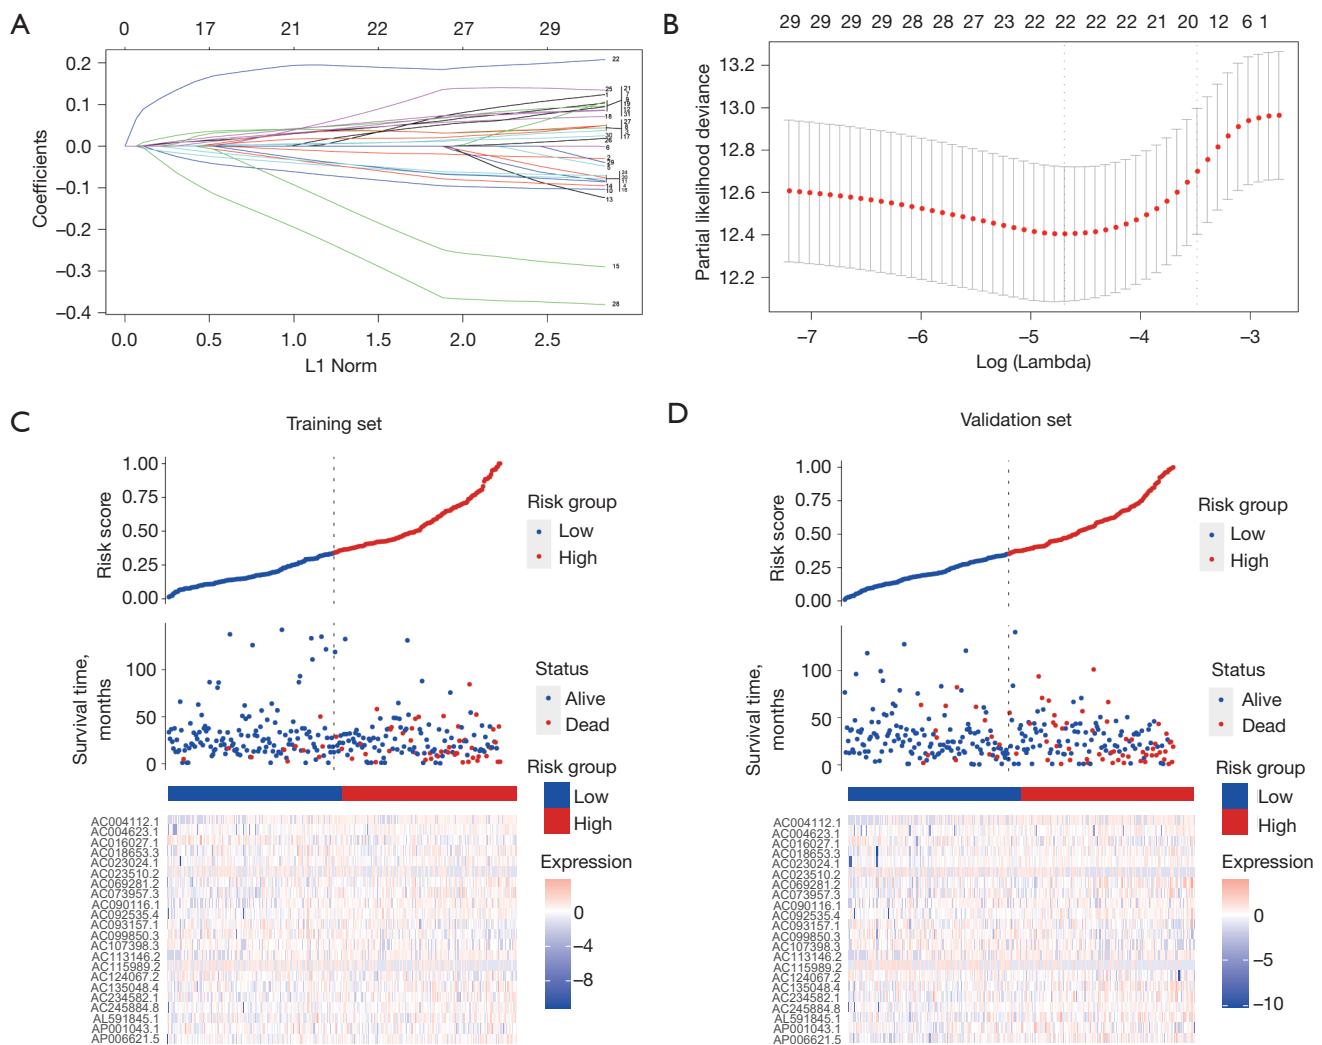 A
0 17 21 22 27 29
0.2
0.1
0.0
−0.1
−0.2
−0.3
−0.4
Coefficients
0.0 0.5 1.0 1.5 2.0 2.5
L1 Norm
22
25
21
18
26
6
2
14
10
13
15
28
B
29 29 29 29 28 28 27 23 22 22 22 22 21 20 12 6 1
13.2
13.0
12.8
12.6
12.4
12.2
Partial likelihood deviance
−7 −6 −5 −4 −3
Log (Lambda)
C
Training set
1.00
0.75
0.50
0.25
0.00
Risk score
Risk group
Low
High
100
50
0
Survival time,
months
Status
Alive
Dead
Risk group
Low
High
Expression
0
−4
−8
AC004112.1
AC004623.1
AC016027.1
AC018653.3
AC023024.1
AC023510.2
AC069281.2
AC073957.3
AC090116.1
AC092535.4
AC093157.1
AC099850.3
AC107398.3
AC113146.2
AC115989.2
AC124067.2
AC135048.4
AC234582.1
AC245884.8
AL591845.1
AP001043.1
AP006621.5
D
Validation set
1.00
0.75
0.50
0.25
0.00
Risk score
Risk group
Low
High
100
50
0
Survival time,
months
Status
Alive
Dead
Risk group
Low
High
Expression
0
−5
−10
AC004112.1
AC004623.1
AC016027.1
AC018653.3
AC023024.1
AC023510.2
AC069281.2
AC073957.3
AC090116.1
AC092535.4
AC093157.1
AC099850.3
AC107398.3
AC113146.2
AC115989.2
AC124067.2
AC135048.4
AC234582.1
AC245884.8
AL591845.1
AP001043.1
AP006621.5